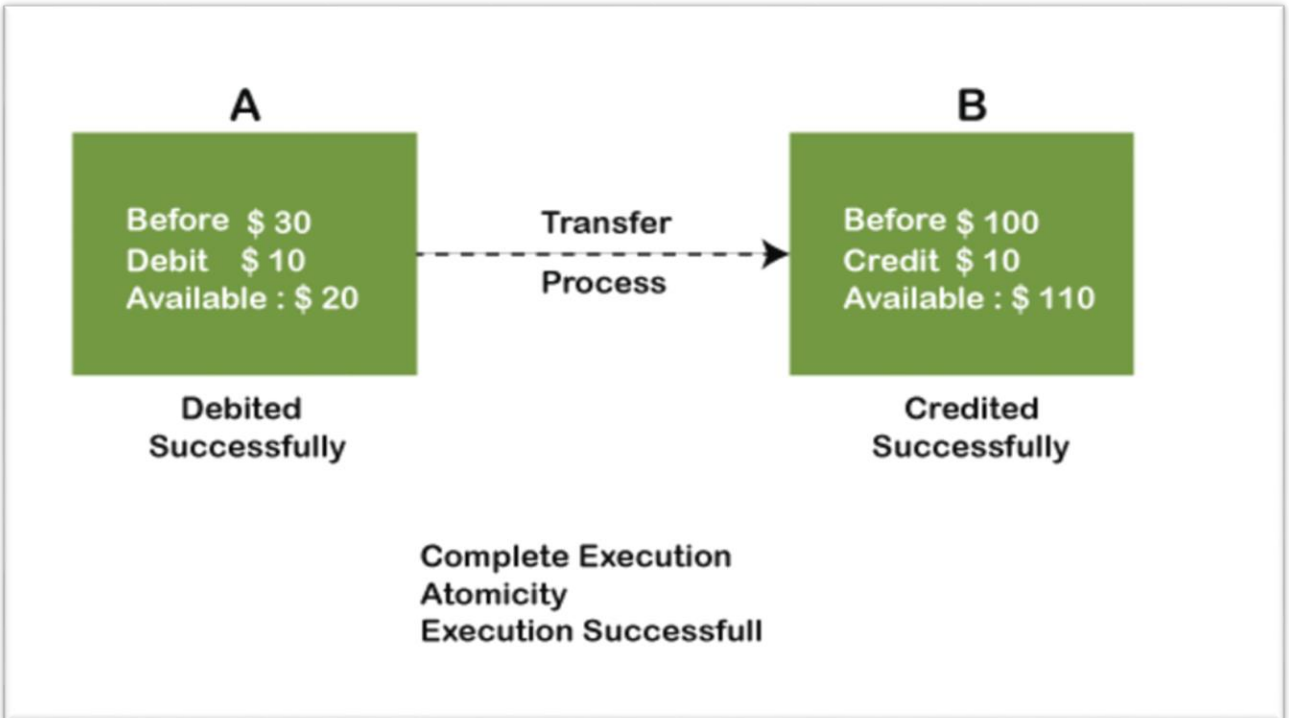 A
Before $ 30
Debit $ 10
Available : $ 20
Debited
Successfully
Transfer
Process
B
Before $ 100
Credit $ 10
Available : $ 110
Credited
Successfully
Complete Execution
Atomicity
Execution Successfull